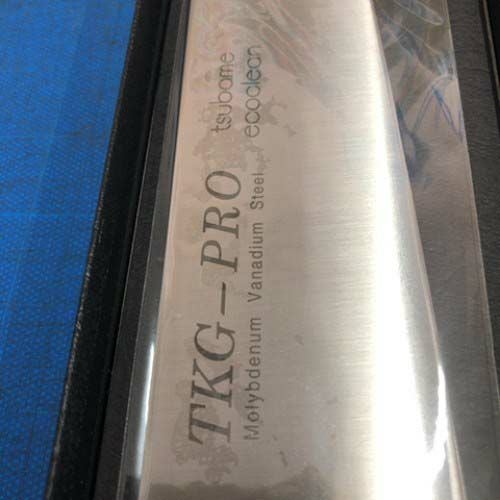 TKG-PRO tsubame
Molybdenum Vanadium Steel ecoclean